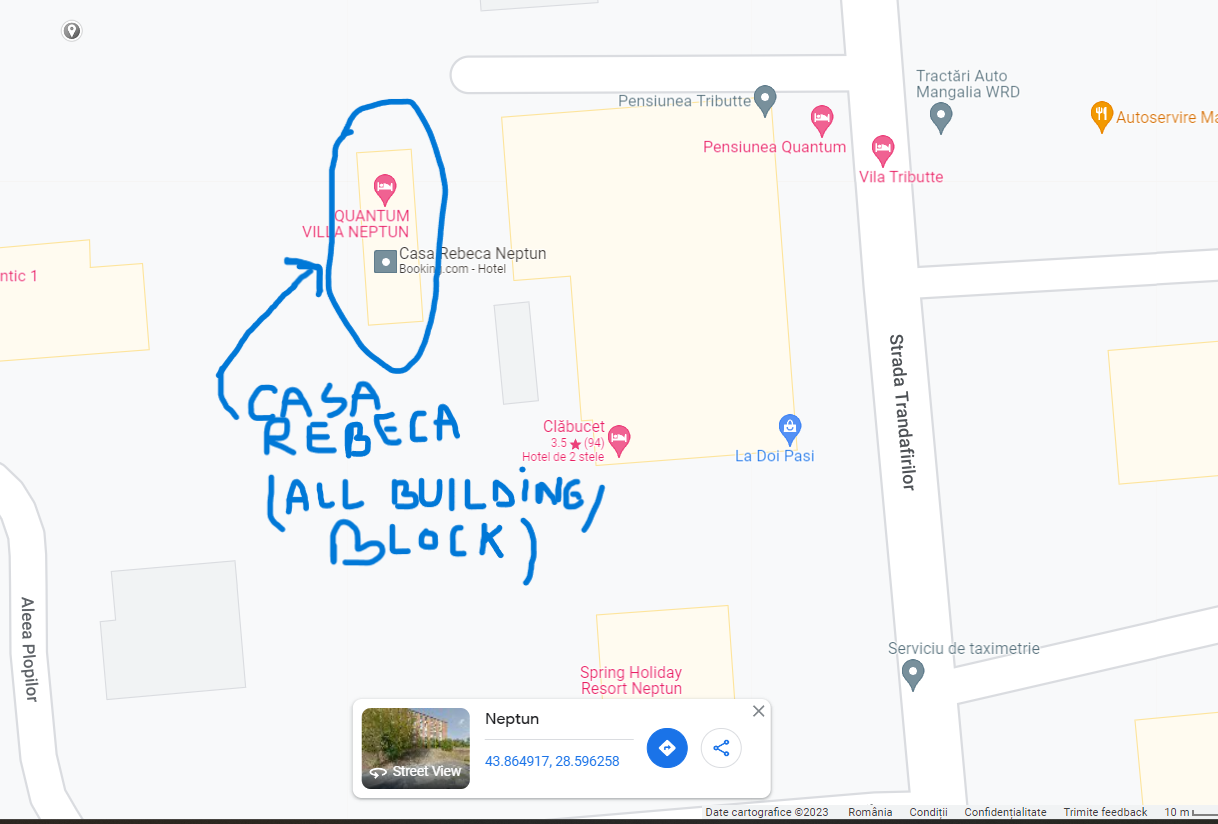 Tractări Auto
Mangalia WRD
Pensiunea Tributte
Autoservire Ma
Pensiunea Quantum
Vila Tributte
QUANTUM
VILLA NEPTUN
Casa Rebeca Neptun
Booking.com - Hotel
ntic 1
Strada Trandafirilor
CASA
REBECA
(ALL BUILDING/
BLOCK)
Clăbucet
3.5 ★ (94)
Hotel de 2 stele
La Doi Pasi
Aleea Plopilor
Serviciu de taximetrie
Spring Holiday
Resort Neptun
Neptun
43.864917, 28.596258
Street View
Date cartografice ©2023 România Condiții Confidențialitate Trimite feedback 10 m